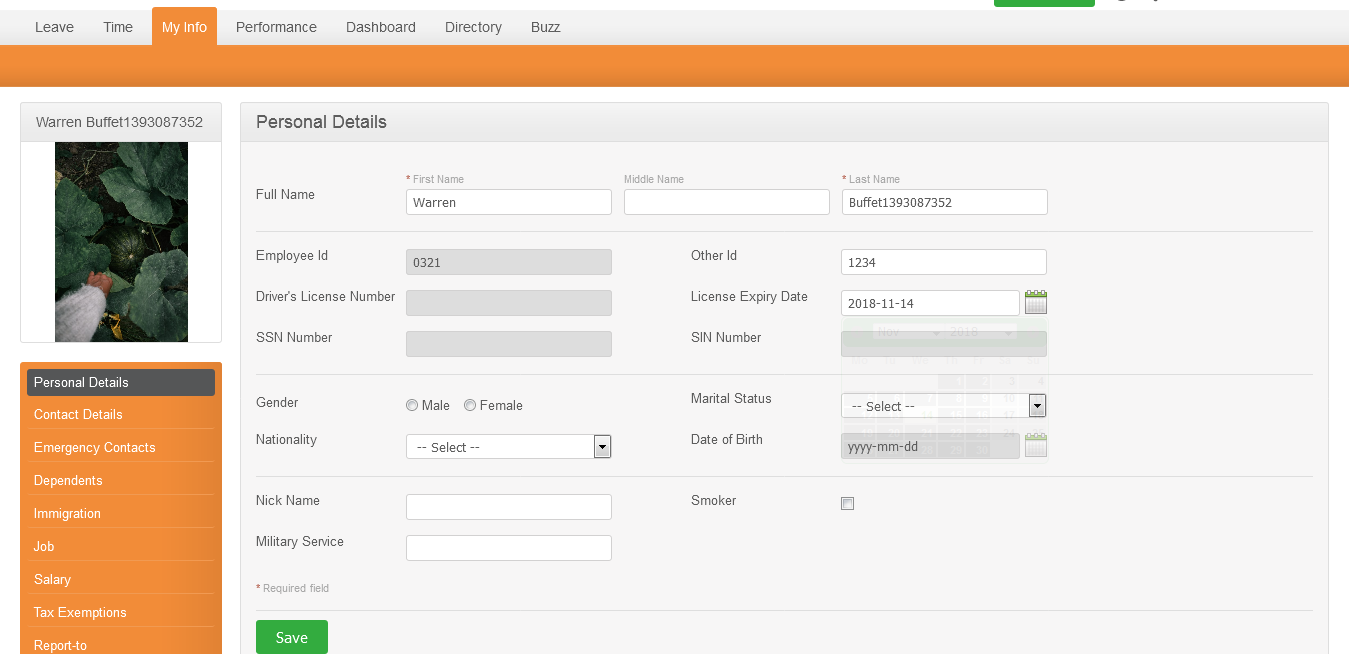 Leave Time My Info Performance Dashboard Directory Buzz
Warren Buffet1393087352
Personal Details
* First Name Middle Name * Last Name
Full Name Warren Buffet1393087352
Employee Id 0321 Other Id 1234
Driver's License Number License Expiry Date 2018-11-14
Nov 2018
SSN Number SIN Number
Gender Male Female Marital Status -- Select --
Nationality -- Select -- Date of Birth yyyy-mm-dd
Nick Name Smoker
Military Service
* Required field
Save
Personal Details
Contact Details
Emergency Contacts
Dependents
Immigration
Job
Salary
Tax Exemptions
Report-to